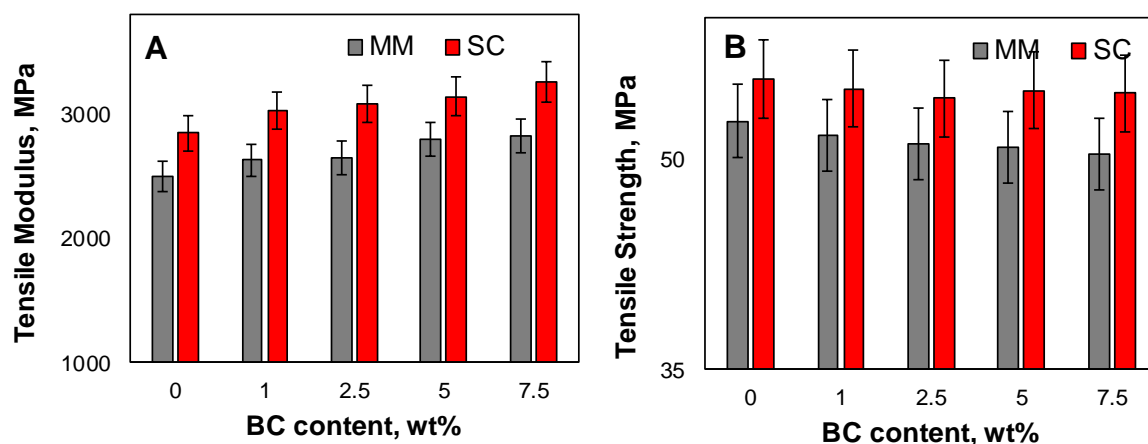 A
MM SC
Tensile Modulus, MPa
3000
2000
1000
0 1 2.5 5 7.5
BC content, wt%
B
MM SC
Tensile Strength, MPa
50
35
0 1 2.5 5 7.5
BC content, wt%